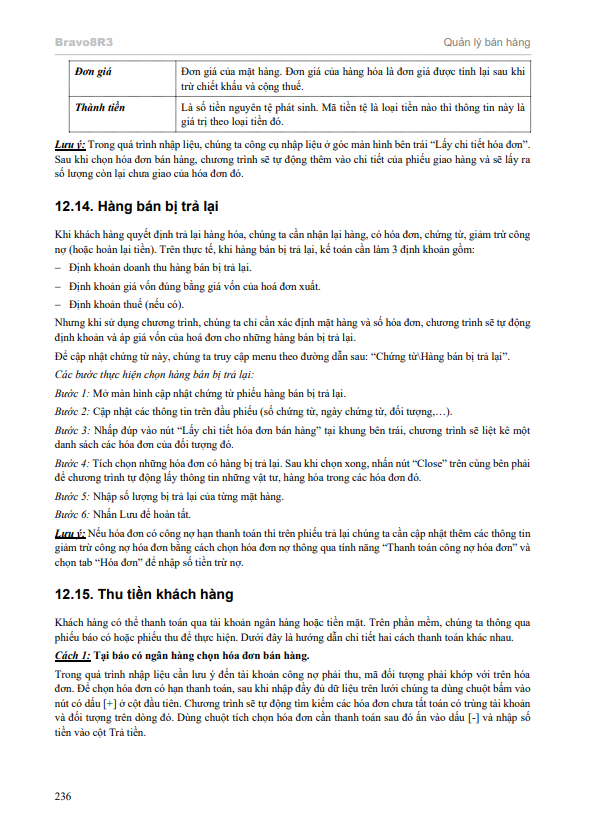 Bravo8R3 Quản lý bán hàng
Đơn giá Đơn giá của mặt hàng. Đơn giá của hàng hóa là đơn giá được tính lại sau khi
trừ chiết khấu và cộng thuế.
Thành tiền Là số tiền nguyên tệ phát sinh. Mã tiền tệ là loại tiền nào thì thông tin này là
giá trị theo loại tiền đó.
Lưu ý: Trong quá trình nhập liệu, chúng ta công cụ nhập liệu ở góc màn hình bên trái “Lấy chi tiết hóa đơn”.
Sau khi chọn hóa đơn bán hàng, chương trình sẽ tự động thêm vào chi tiết của phiếu giao hàng và sẽ lấy ra
số lượng còn lại chưa giao của hóa đơn đó.
12.14. Hàng bán bị trả lại
Khi khách hàng quyết định trả lại hàng hóa, chúng ta cần nhận lại hàng, có hóa đơn, chứng từ, giảm trừ công
nợ (hoặc hoàn lại tiền). Trên thực tế, khi hàng bán bị trả lại, kế toán cần làm 3 định khoản gồm:
– Định khoản doanh thu hàng bán bị trả lại.
– Định khoản giá vốn đúng bằng giá vốn của hoá đơn xuất.
– Định khoản thuế (nếu có).
Nhưng khi sử dụng chương trình, chúng ta chỉ cần xác định mặt hàng và số hóa đơn, chương trình sẽ tự động
định khoản và áp giá vốn của hoá đơn cho những hàng bán bị trả lại.
Để cập nhật chứng từ này, chúng ta truy cập menu theo đường dẫn sau: “Chứng từ\Hàng bán bị trả lại”.
Các bước thực hiện chọn hàng bán bị trả lại:
Bước 1: Mở màn hình cập nhật chứng từ phiếu hàng bán bị trả lại.
Bước 2: Cập nhật các thông tin trên đầu phiếu (số chứng từ, ngày chứng từ, đối tượng,…).
Bước 3: Nhấp đúp vào nút “Lấy chi tiết hóa đơn bán hàng” tại khung bên trái, chương trình sẽ liệt kê một
danh sách các hóa đơn của đối tượng đó.
Bước 4: Tích chọn những hóa đơn có hàng bị trả lại. Sau khi chọn xong, nhấn nút “Close” trên cùng bên phải
để chương trình tự động lấy thông tin những vật tư, hàng hóa trong các hóa đơn đó.
Bước 5: Nhập số lượng bị trả lại của từng mặt hàng.
Bước 6: Nhấn Lưu để hoàn tất.
Lưu ý: Nếu hóa đơn có công nợ hạn thanh toán thì trên phiếu trả lại chúng ta cần cập nhật thêm các thông tin
giảm trừ công nợ hóa đơn bằng cách chọn hóa đơn nợ thông qua tính năng “Thanh toán công nợ hóa đơn” và
chọn tab “Hóa đơn” để nhập số tiền trừ nợ.
12.15. Thu tiền khách hàng
Khách hàng có thể thanh toán qua tài khoản ngân hàng hoặc tiền mặt. Trên phần mềm, chúng ta thông qua
phiếu báo có hoặc phiếu thu để thực hiện. Dưới đây là hướng dẫn chi tiết hai cách thanh toán khác nhau.
Cách 1: Tại báo có ngân hàng chọn hóa đơn bán hàng.
Trong quá trình nhập liệu cần lưu ý đến tài khoản công nợ phải thu, mã đối tượng phải khớp với trên hóa
đơn. Để chọn hóa đơn có hạn thanh toán, sau khi nhập đầy đủ dữ liệu trên lưới chúng ta dùng chuột bấm vào
nút có dấu [+] ở cột đầu tiên. Chương trình sẽ tự động tìm kiếm các hóa đơn chưa tất toán có trùng tài khoản
và đối tượng trên dòng đó. Dùng chuột tích chọn hóa đơn cần thanh toán sau đó ấn vào dấu [-] và nhập số
tiền vào cột Trả tiền.
236